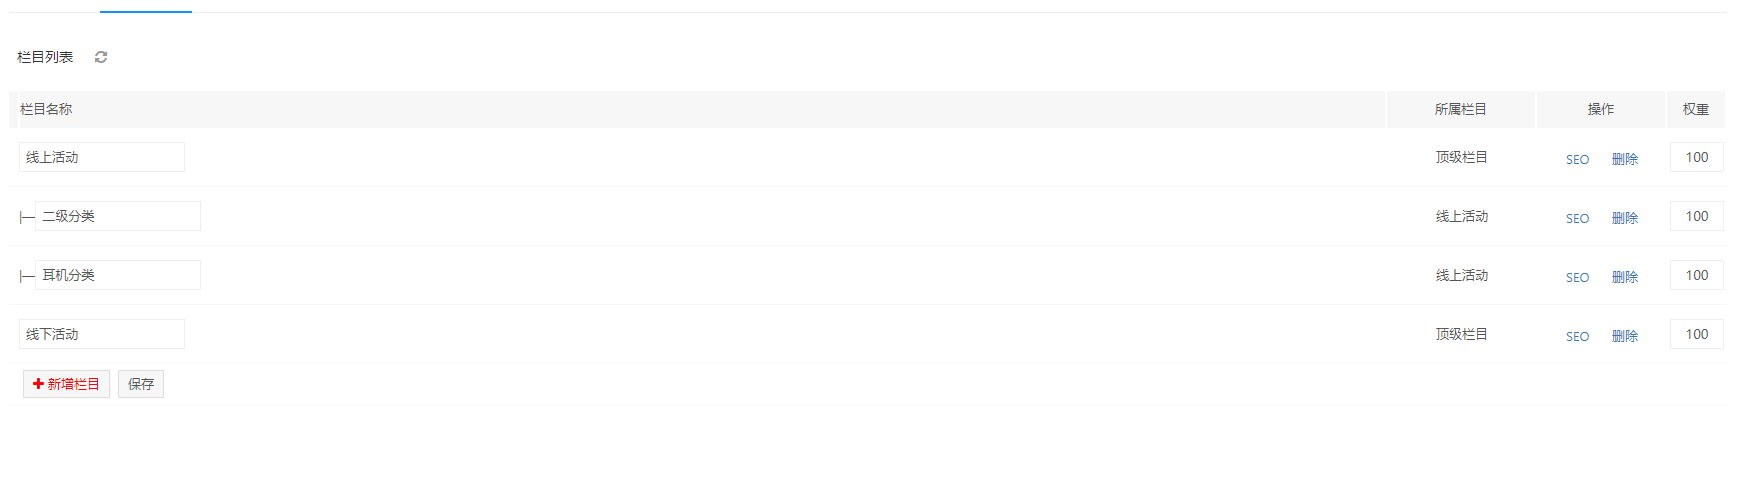 栏目列表
栏目名称 所属栏目 操作 权重
线上活动 顶级栏目 SEO 删除 100
|—二级分类 线上活动 SEO 删除 100
|—耳机分类 线上活动 SEO 删除 100
线下活动 顶级栏目 SEO 删除 100
新增栏目 保存